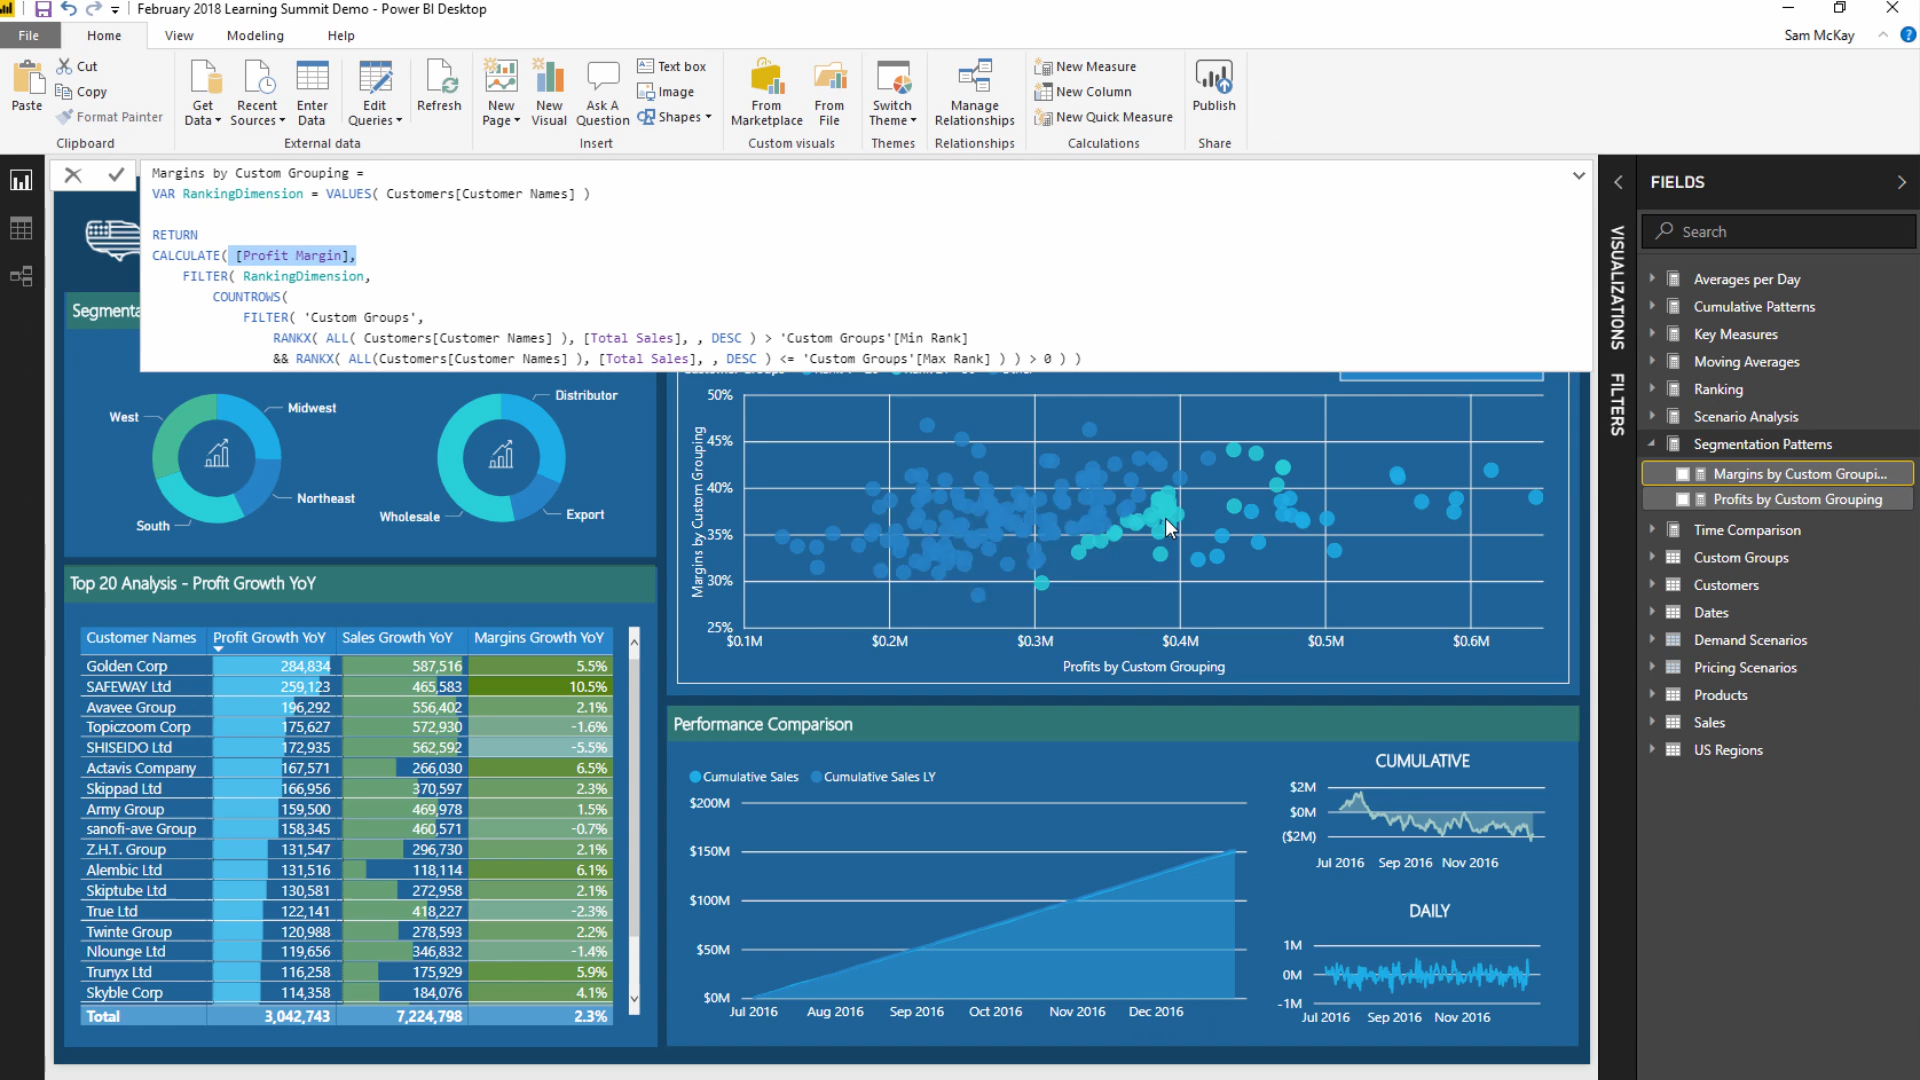 February 2018 Learning Summit Demo - Power BI Desktop
File
Home
View
Modeling
Help
Sam McKay
?
Paste
Cut
Copy
Format Painter
Clipboard
Get Data
Recent Sources
Enter Data
Edit Queries
External data
Refresh
New Page
New Visual
Ask A Question
Text box
Image
Shapes
Insert
From Marketplace
From File
Custom visuals
Switch Theme
Themes
Manage Relationships
Relationships
New Measure
New Column
New Quick Measure
Calculations
Publish
Share
Margins by Custom Grouping =
VAR RankingDimension = VALUES( Customers[Customer Names] )
RETURN
CALCULATE( [Profit Margin],
FILTER( RankingDimension,
COUNTROWS(
FILTER( 'Custom Groups',
RANKX( ALL( Customers[Customer Names] ), [Total Sales], , DESC ) > 'Custom Groups'[Min Rank]
&& RANKX( ALL(Customers[Customer Names] ), [Total Sales], , DESC ) <= 'Custom Groups'[Max Rank] ) ) > 0 ) )
Segmenta
West
Midwest
Northeast
South
Distributor
Wholesale
Export
Margins by Custom Grouping
50%
45%
40%
35%
30%
25%
$0.1M
$0.2M
$0.3M
$0.4M
$0.5M
$0.6M
Profits by Custom Grouping
Top 20 Analysis - Profit Growth YoY
Customer Names Profit Growth YoY Sales Growth YoY Margins Growth YoY
Golden Corp 284,834 587,516 5.5%
SAFEWAY Ltd 259,123 465,583 10.5%
Avavee Group 196,292 556,402 2.1%
Topiczoom Corp 175,627 572,930 -1.6%
SHISEIDO Ltd 172,935 562,592 -5.5%
Actavis Company 167,571 266,030 6.5%
Skippad Ltd 166,956 370,597 2.3%
Army Group 159,500 469,978 1.5%
sanofi-ave Group 158,345 460,571 -0.7%
Z.H.T. Group 131,547 296,730 2.1%
Alembic Ltd 131,516 118,114 6.1%
Skiptube Ltd 130,581 272,958 2.1%
True Ltd 122,141 418,227 -2.3%
Twinte Group 120,988 278,593 2.2%
Nlounge Ltd 119,656 346,832 -1.4%
Trunyx Ltd 116,258 175,929 5.9%
Skyble Corp 114,358 184,076 4.1%
Total 3,042,743 7,224,798 2.3%
Performance Comparison
Cumulative Sales Cumulative Sales LY
$200M
$150M
$100M
$50M
$0M
Jul 2016 Aug 2016 Sep 2016 Oct 2016 Nov 2016 Dec 2016
CUMULATIVE
$2M
$0M
($2M)
Jul 2016 Sep 2016 Nov 2016
DAILY
1M
0M
-1M
Jul 2016 Sep 2016 Nov 2016
VISUALIZATIONS
FILTERS
FIELDS
Search
Averages per Day
Cumulative Patterns
Key Measures
Moving Averages
Ranking
Scenario Analysis
Segmentation Patterns
Margins by Custom Groupi...
Profits by Custom Grouping
Time Comparison
Custom Groups
Customers
Dates
Demand Scenarios
Pricing Scenarios
Products
Sales
US Regions